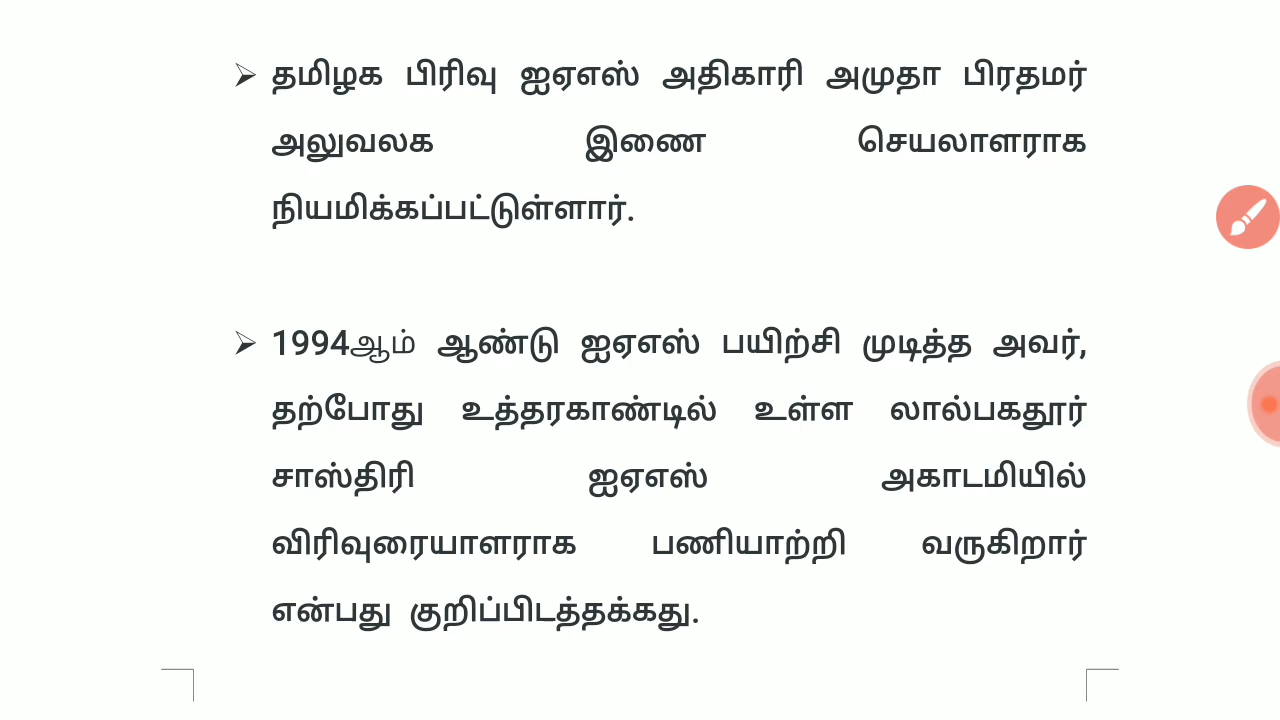 ➢ தமிழக பிரிவு ஐஏஎஸ் அதிகாரி அமுதா பிரதமர்
அலுவலக இணை செயலாளராக
நியமிக்கப்பட்டுள்ளார்.
➢ 1994ஆம் ஆண்டு ஐஏஎஸ் பயிற்சி முடித்த அவர்,
தற்போது உத்தரகாண்டில் உள்ள லால்பகதூர்
சாஸ்திரி ஐஏஎஸ் அகாடமியில்
விரிவுரையாளராக பணியாற்றி வருகிறார்
என்பது குறிப்பிடத்தக்கது.